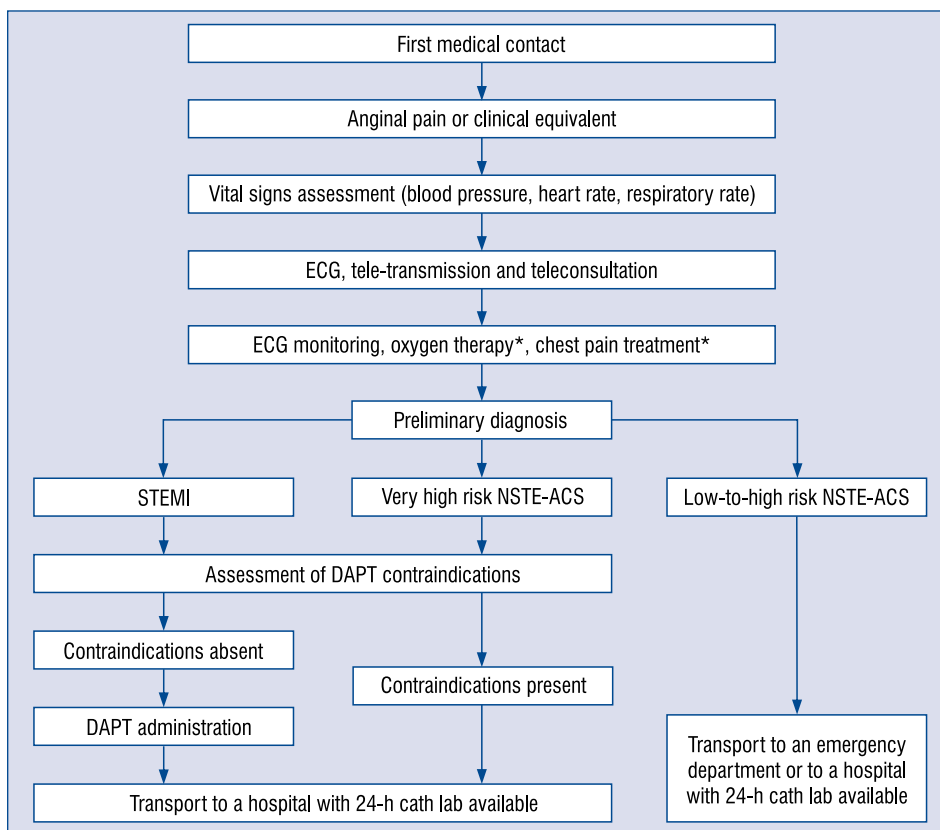 First medical contact
Anginal pain or clinical equivalent
Vital signs assessment (blood pressure, heart rate, respiratory rate)
ECG, tele-transmission and teleconsultation
ECG monitoring, oxygen therapy*, chest pain treatment*
Preliminary diagnosis
STEMI
Very high risk NSTE-ACS
Low-to-high risk NSTE-ACS
Assessment of DAPT contraindications
Contraindications absent
Contraindications present
DAPT administration
Transport to an emergency
department or to a hospital
with 24-h cath lab available
Transport to a hospital with 24-h cath lab available